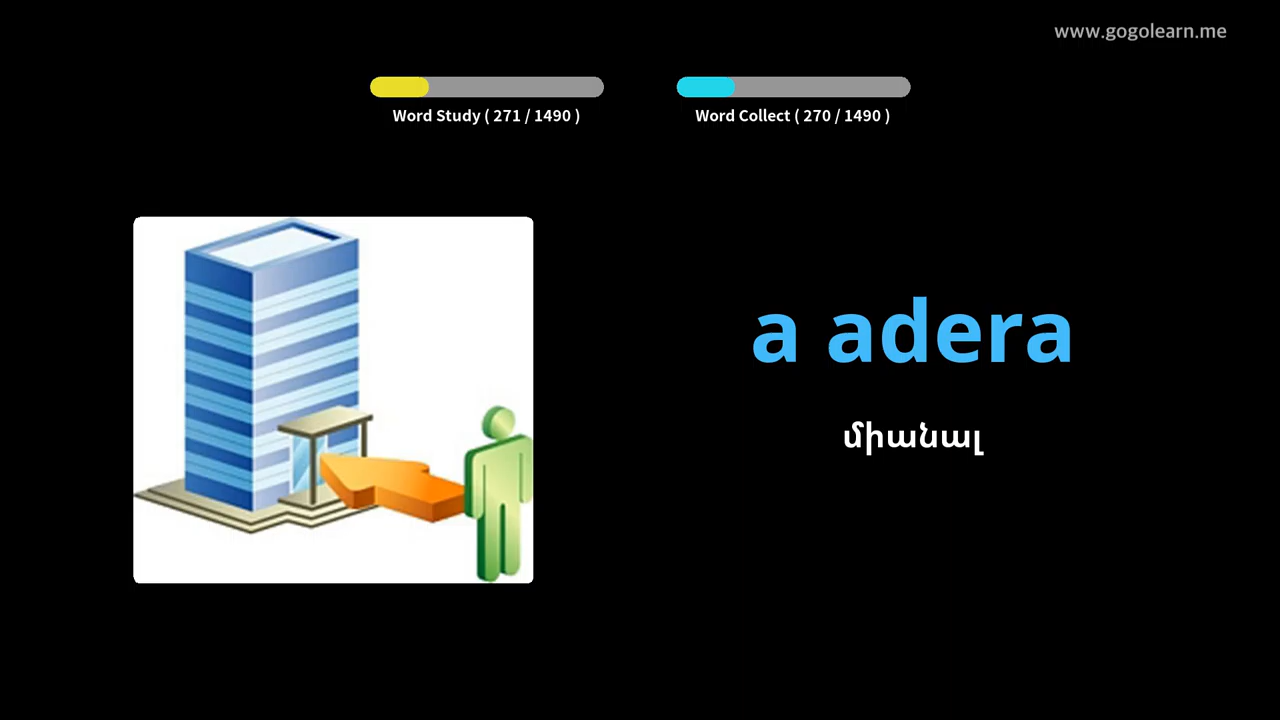 www.gogolearn.me
Word Study ( 271 / 1490 )
Word Collect ( 270 / 1490 )
a adera
միանալ